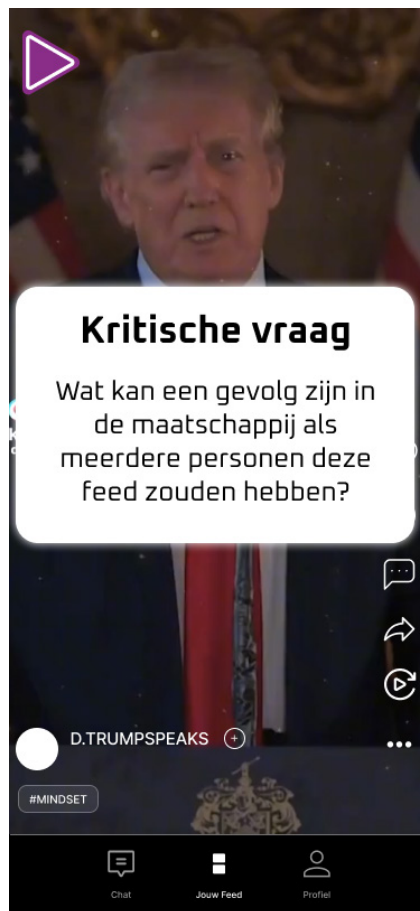 Kritische vraag
Wat kan een gevolg zijn in
de maatschappij als
meerdere personen deze
feed zouden hebben?
D.TRUMPSPEAKS
#MINDSET
Chat
Jouw Feed
Profiel